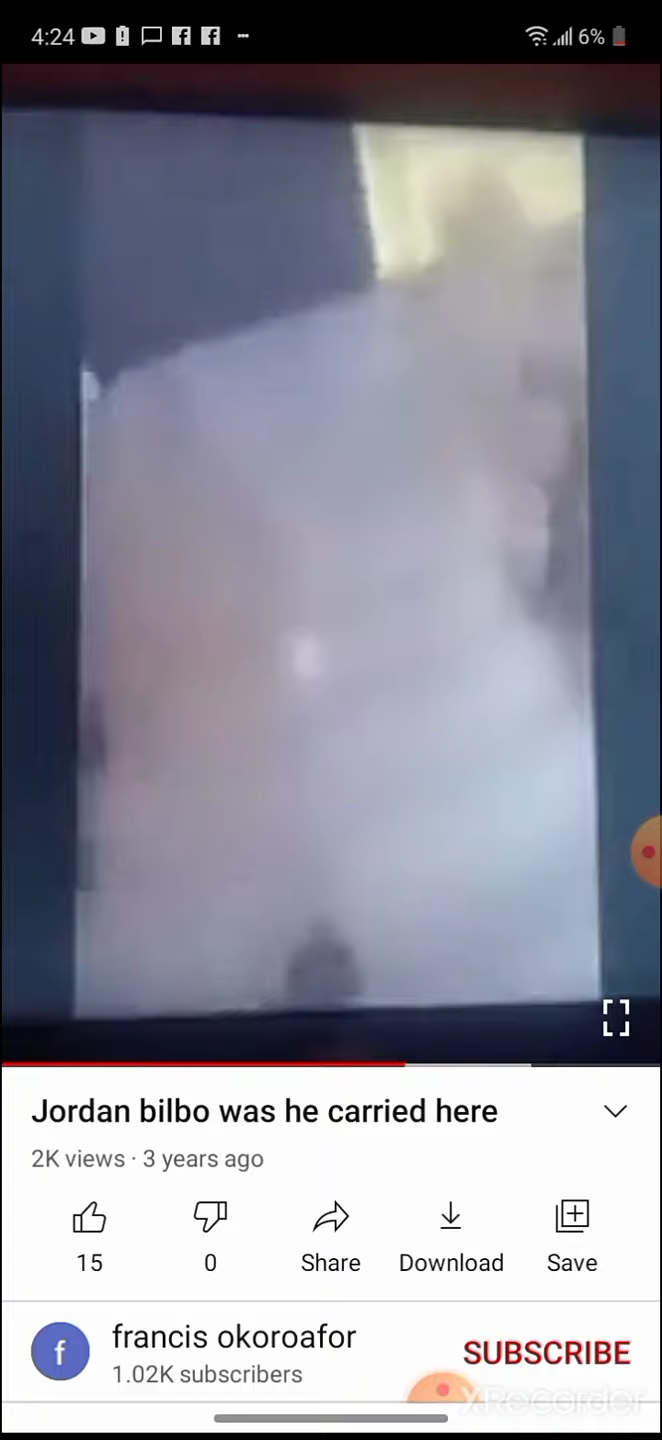 4:24
6%
Jordan bilbo was he carried here
2K views · 3 years ago
15
0
Share
Download
Save
f
francis okoroafor
1.02K subscribers
SUBSCRIBE
XRecorder